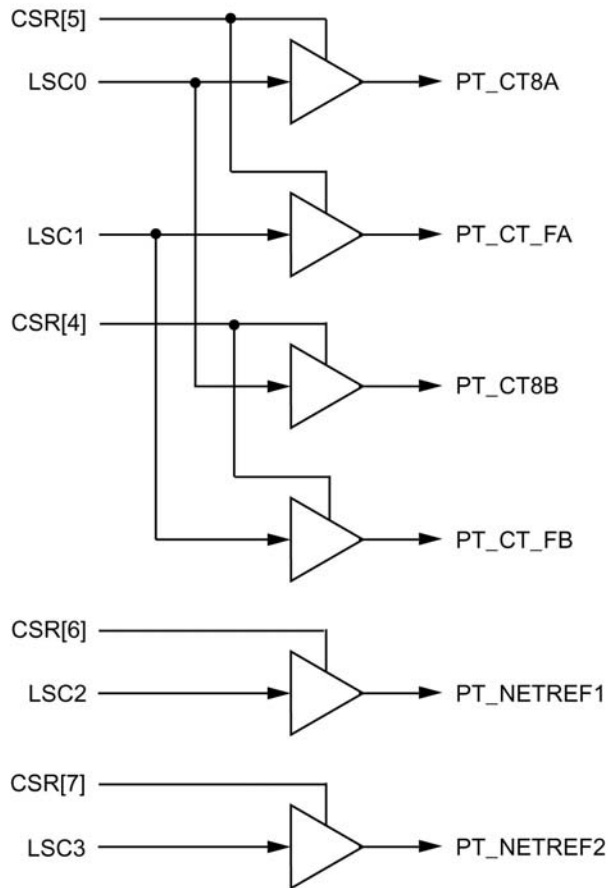 CSR[5]
LSC0
PT_CT8A
LSC1
PT_CT_FA
CSR[4]
PT_CT8B
PT_CT_FB
CSR[6]
LSC2
PT_NETREF1
CSR[7]
LSC3
PT_NETREF2